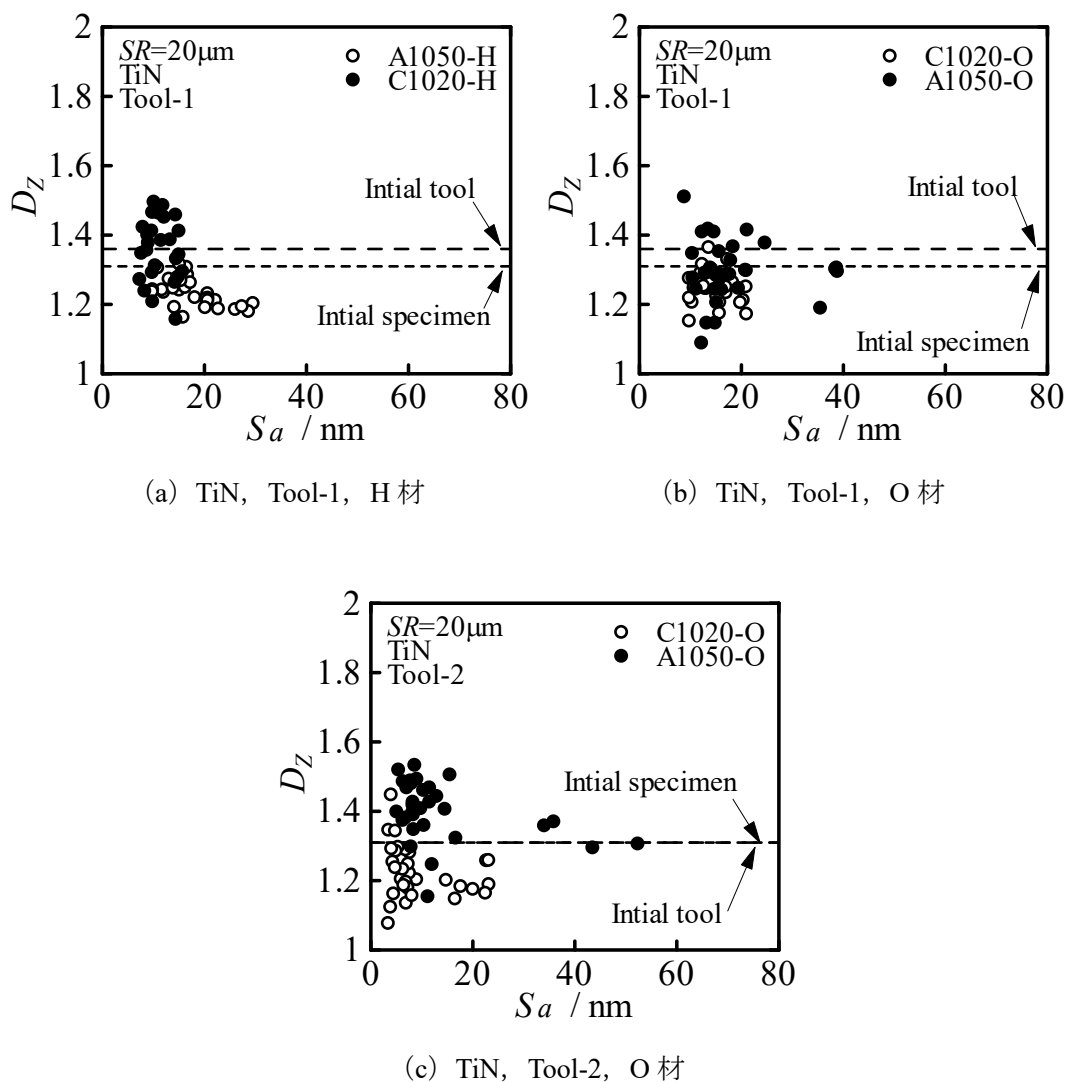 2
1.8
1.6
1.4
1.2
1
D_Z
SR=20μm
TiN
Tool-1
A1050-H
C1020-H
Intial tool
Intial specimen
0 20 40 60 80
Sa / nm
(a) TiN, Tool-1, H 材
2
1.8
1.6
1.4
1.2
1
D_Z
SR=20μm
TiN
Tool-1
C1020-O
A1050-O
Intial tool
Intial specimen
0 20 40 60 80
Sa / nm
(b) TiN, Tool-1, O 材
2
1.8
1.6
1.4
1.2
1
D_Z
SR=20μm
TiN
Tool-2
C1020-O
A1050-O
Intial specimen
Intial tool
0 20 40 60 80
Sa / nm
(c) TiN, Tool-2, O 材